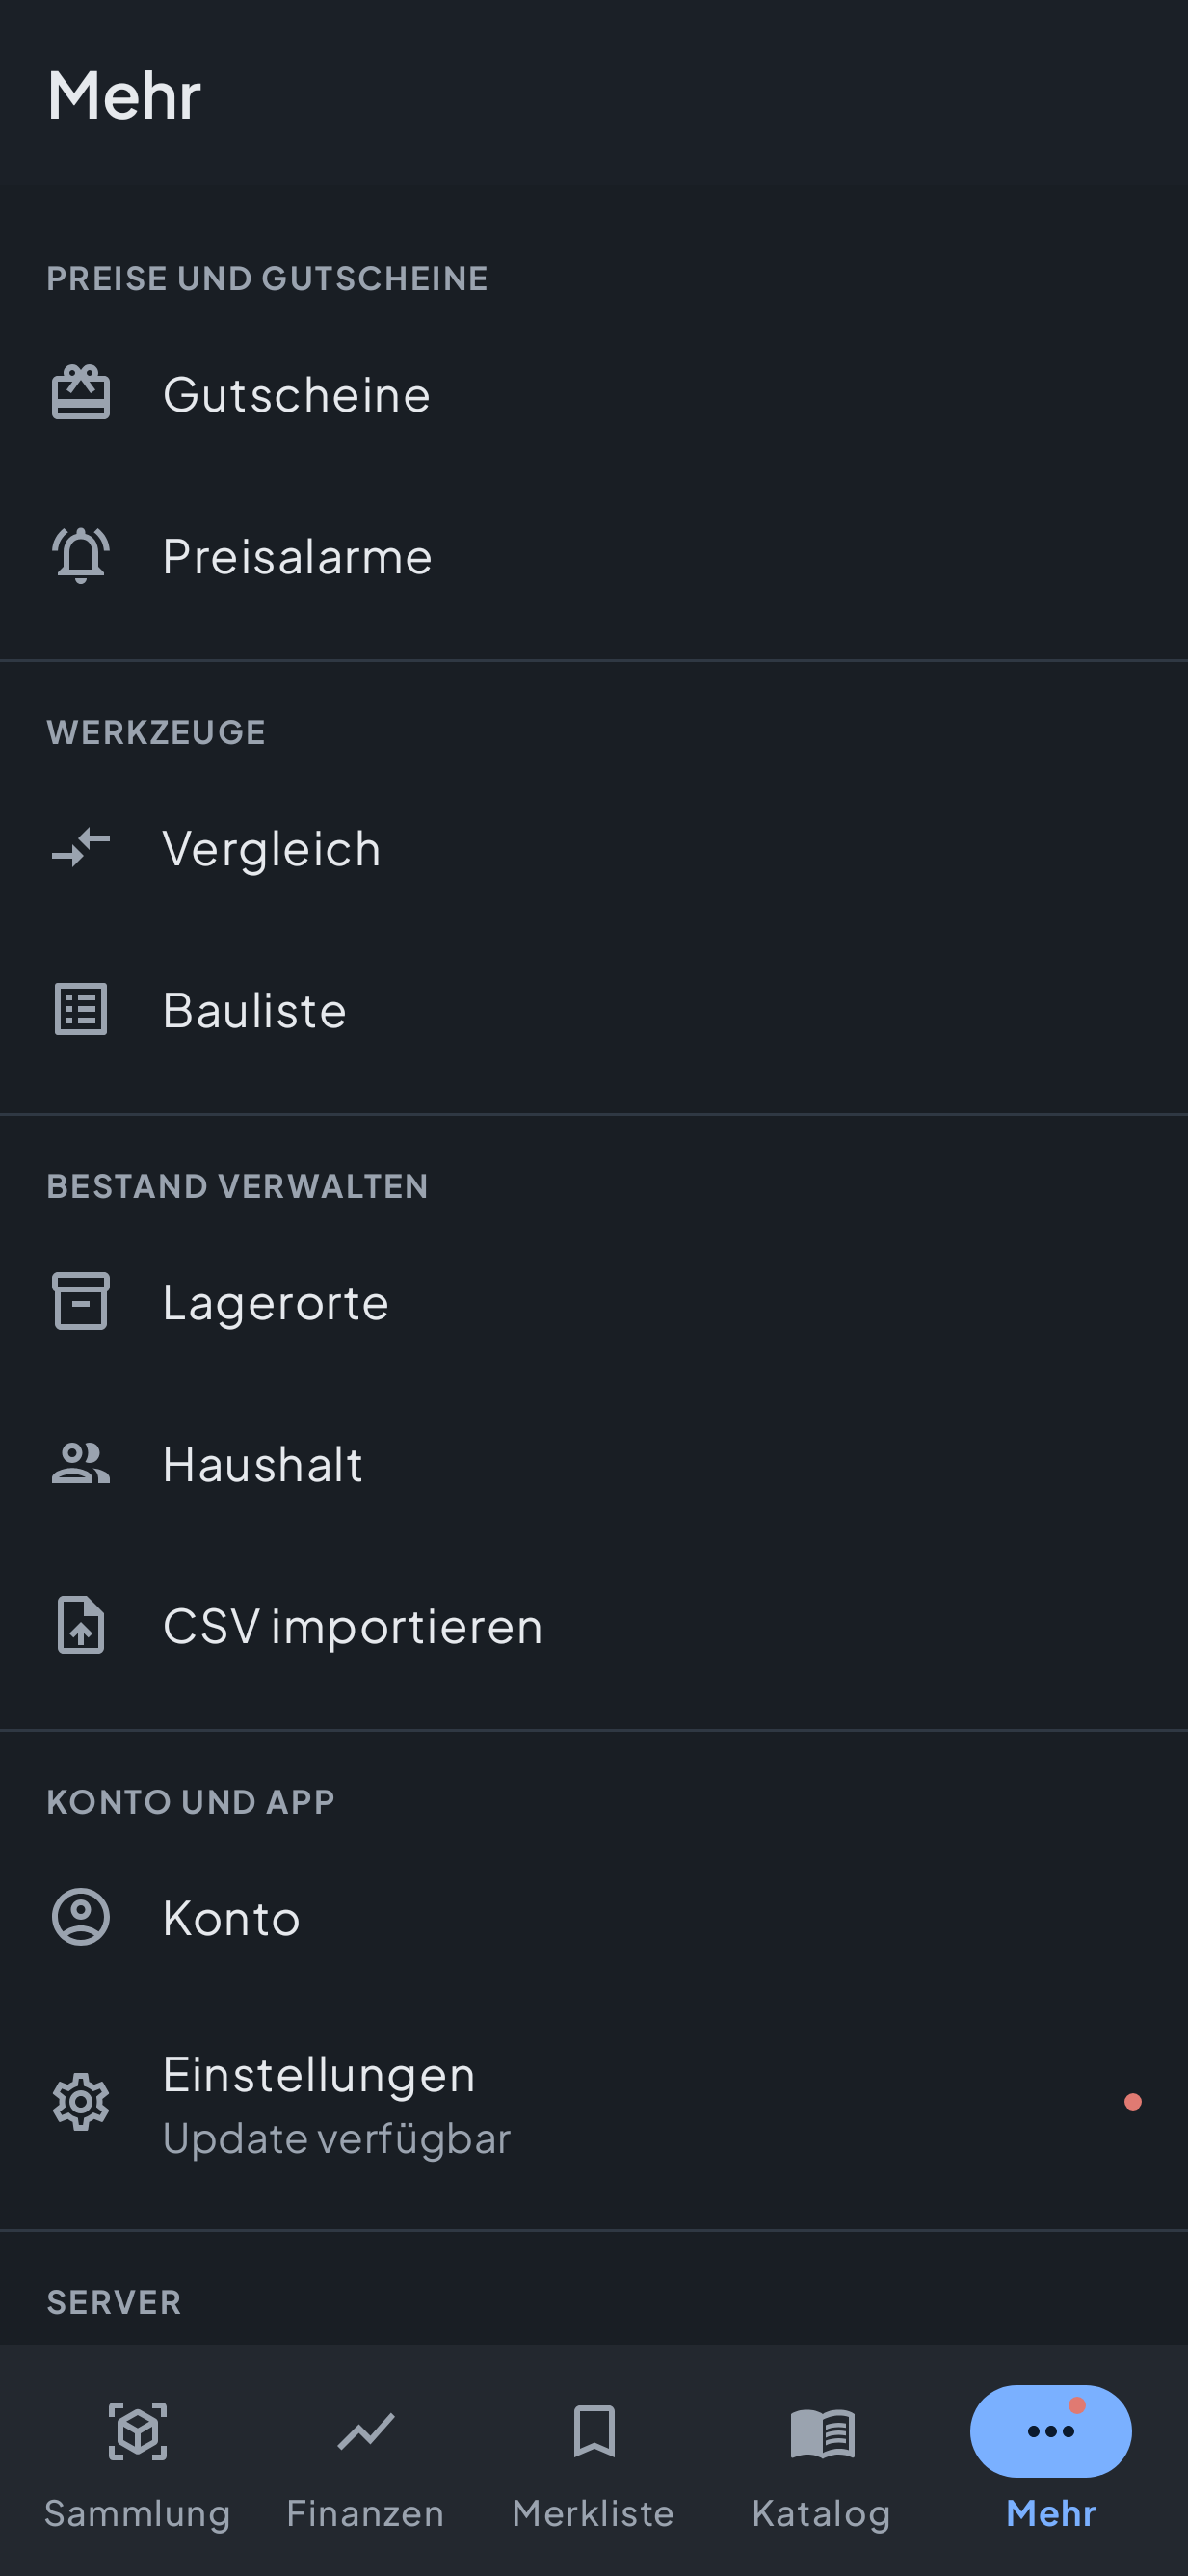 Mehr
PREISE UND GUTSCHEINE
Gutscheine
Preisalarme
WERKZEUGE
Vergleich
Bauliste
BESTAND VERWALTEN
Lagerorte
Haushalt
CSV importieren
KONTO UND APP
Konto
Einstellungen
Update verfügbar
SERVER
Sammlung
Finanzen
Merkliste
Katalog
Mehr